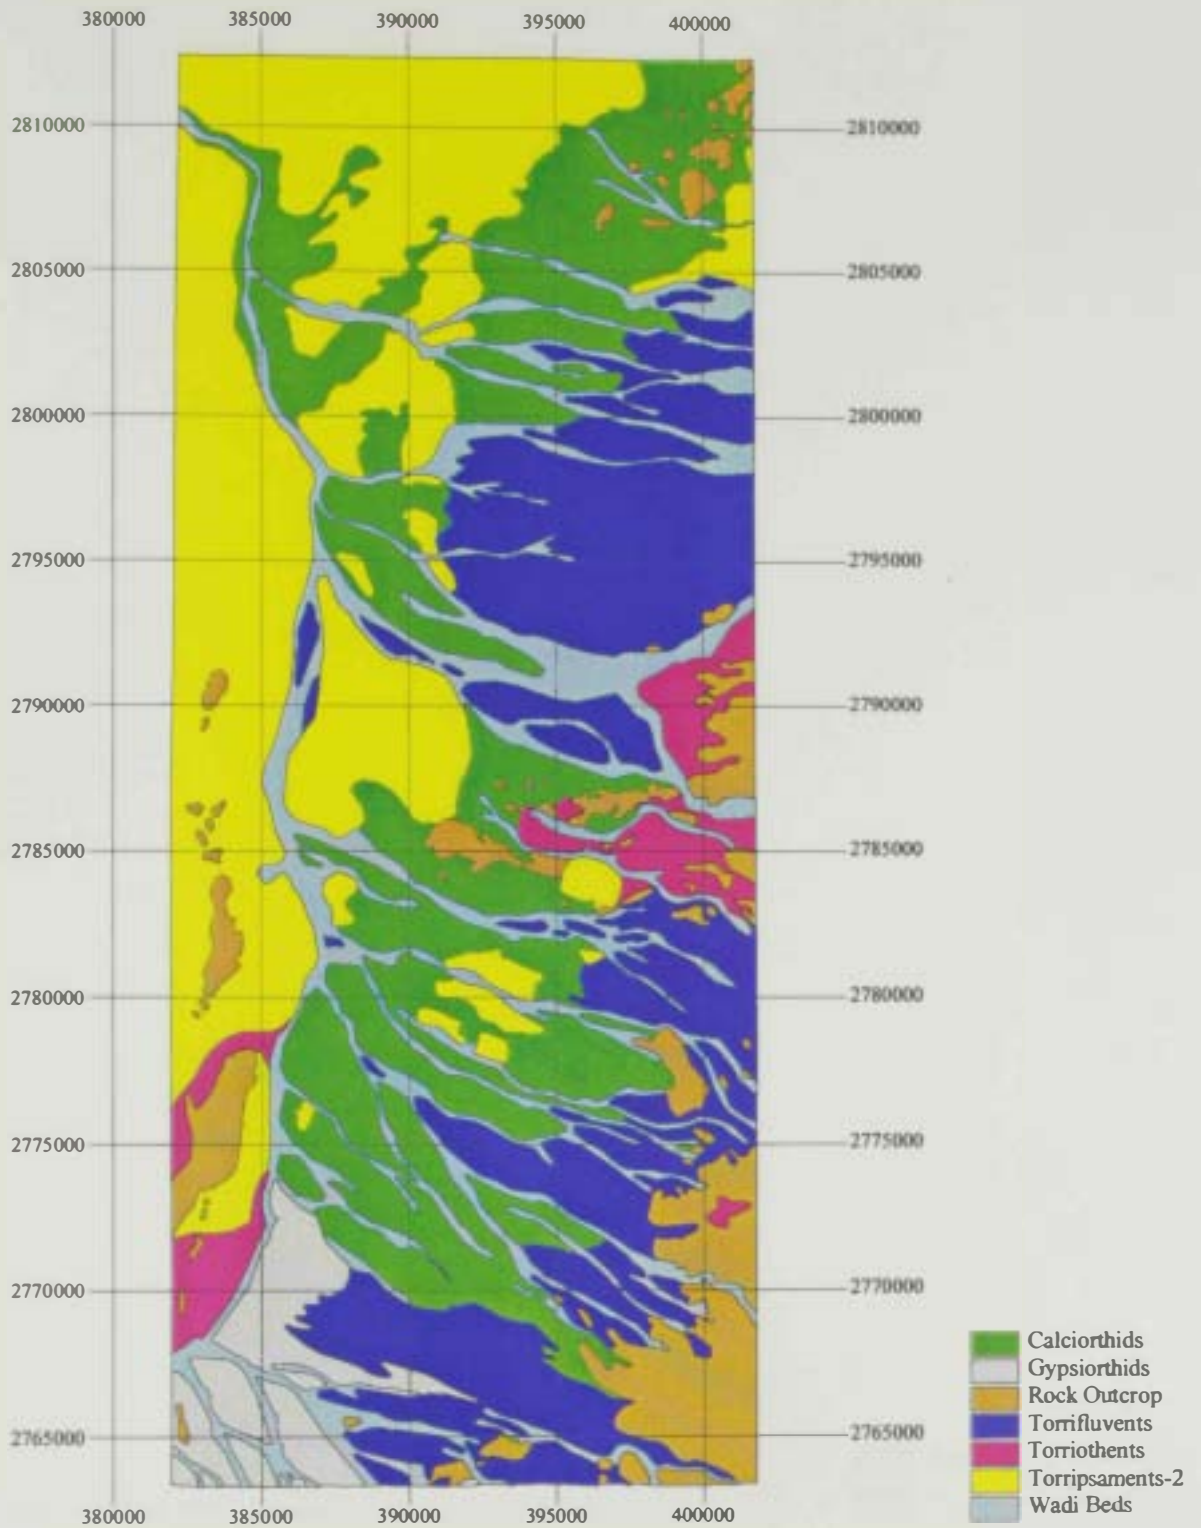 380000 385000 390000 395000 400000
2810000 2810000
2805000 2805000
2800000 2800000
2795000 2795000
2790000 2790000
2785000 2785000
2780000 2780000
2775000 2775000
2770000 2770000
2765000 2765000
380000 385000 390000 395000 400000
Calciorthids
Gypsiorthids
Rock Outcrop
Torrifluvents
Torriothents
Torripsaments-2
Wadi Beds